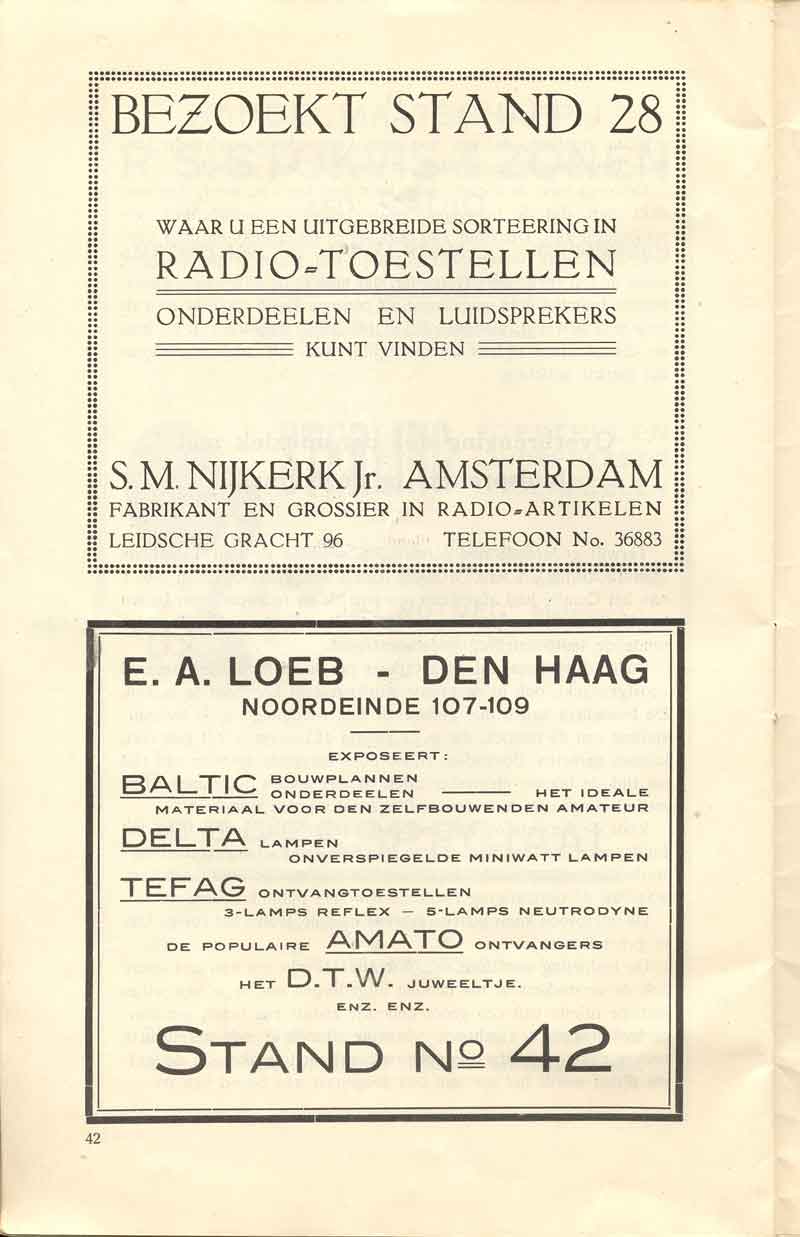 BEZOEKT STAND 28
WAAR U EEN UITGEBREIDE SORTEERING IN
RADIO=TOESTELLEN
ONDERDEELEN EN LUIDSPREKERS
KUNT VINDEN
S. M. NIJKERK Jr. AMSTERDAM
FABRIKANT EN GROSSIER IN RADIO=ARTIKELEN
LEIDSCHE GRACHT 96 TELEFOON No. 36883
E. A. LOEB - DEN HAAG
NOORDEINDE 107-109
EXPOSEERT:
BALTIC BOUWPLANNEN
ONDERDEELEN —— HET IDEALE
MATERIAAL VOOR DEN ZELFBOUWENDEN AMATEUR
DELTA LAMPEN
ONVERSPIEGELDE MINIWATT LAMPEN
TEFAG ONTVANGTOESTELLEN
3-LAMPS REFLEX — 5-LAMPS NEUTRODYNE
DE POPULAIRE AMATO ONTVANGERS
HET D.T.W. JUWEELTJE.
ENZ. ENZ.
STAND Nº 42
42